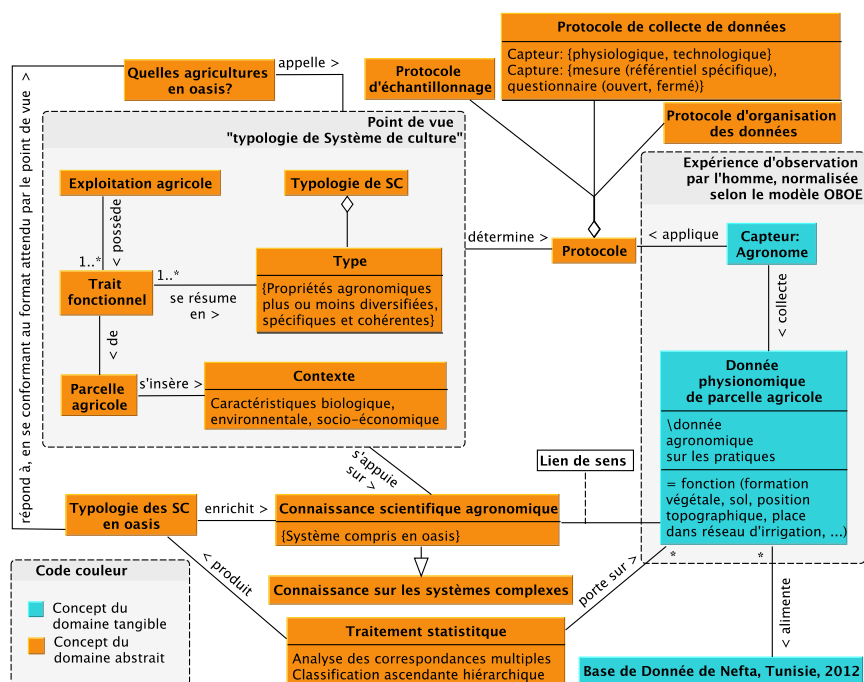 Protocole de collecte de données
Capteur: {physiologique, technologique}
Capture: {mesure (référentiel spécifique),
questionnaire (ouvert, fermé)}
Quelles agricultures
en oasis?
appelle >
Protocole
d'échantillonnage
Protocole d'organisation
des données
répond à, en se conformant au format attendu par le point de vue >
Point de vue
"typologie de Système de culture"
Exploitation agricole
Typologie de SC
< possède
1..*
Trait
fonctionnel
1..*
se résume
en >
Type
{Propriétés agronomiques
plus ou moins diversifiées,
spécifiques et cohérentes}
< de
Parcelle
agricole
s'insère >
Contexte
Caractéristiques biologique,
environnentale, socio-économique
détermine >
Protocole
< applique
Expérience d'observation
par l'homme, normalisée
selon le modèle OBOE
Capteur:
Agronome
< collecte
Donnée
physionomique
de parcelle agricole
\donnée
agronomique
sur les pratiques
= fonction (formation
végétale, sol, position
topographique, place
dans réseau d'irrigation, ...)
s'appuie
sur >
Lien de sens
Typologie des SC
en oasis
enrichit >
Connaissance scientifique agronomique
{Système compris en oasis}
Connaissance sur les systèmes complexes
< produit
porte sur >
*
*
< alimente
Traitement statistitque
Analyse des correspondances multiples
Classification ascendante hiérarchique
Base de Donnée de Nefta, Tunisie, 2012
Code couleur
Concept du
domaine tangible
Concept du
domaine abstrait